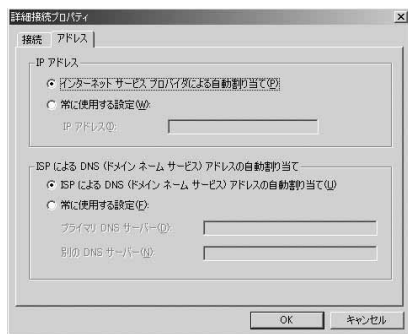 詳細接続プロパティ
接続 アドレス
IP アドレス
インターネット サービス プロバイダによる自動割り当て(P)
常に使用する設定(W):
IP アドレス(I):
ISP による DNS (ドメイン ネーム サービス) アドレスの自動割り当て
ISP による DNS (ドメイン ネーム サービス) アドレスの自動割り当て(U)
常に使用する設定(F):
プライマリ DNS サーバー(D):
別の DNS サーバー(N):
OK キャンセル